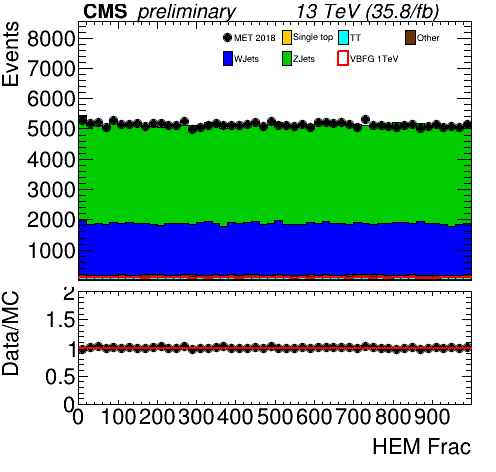 CMS preliminary 13 TeV (35.8/fb)
Events
8000
7000
6000
5000
4000
3000
2000
1000
MET 2018 Single top TT Other
WJets ZJets VBFG 1TeV
Data/MC
2
1.5
1
0.5
0
0 100 200 300 400 500 600 700 800 900
HEM Frac